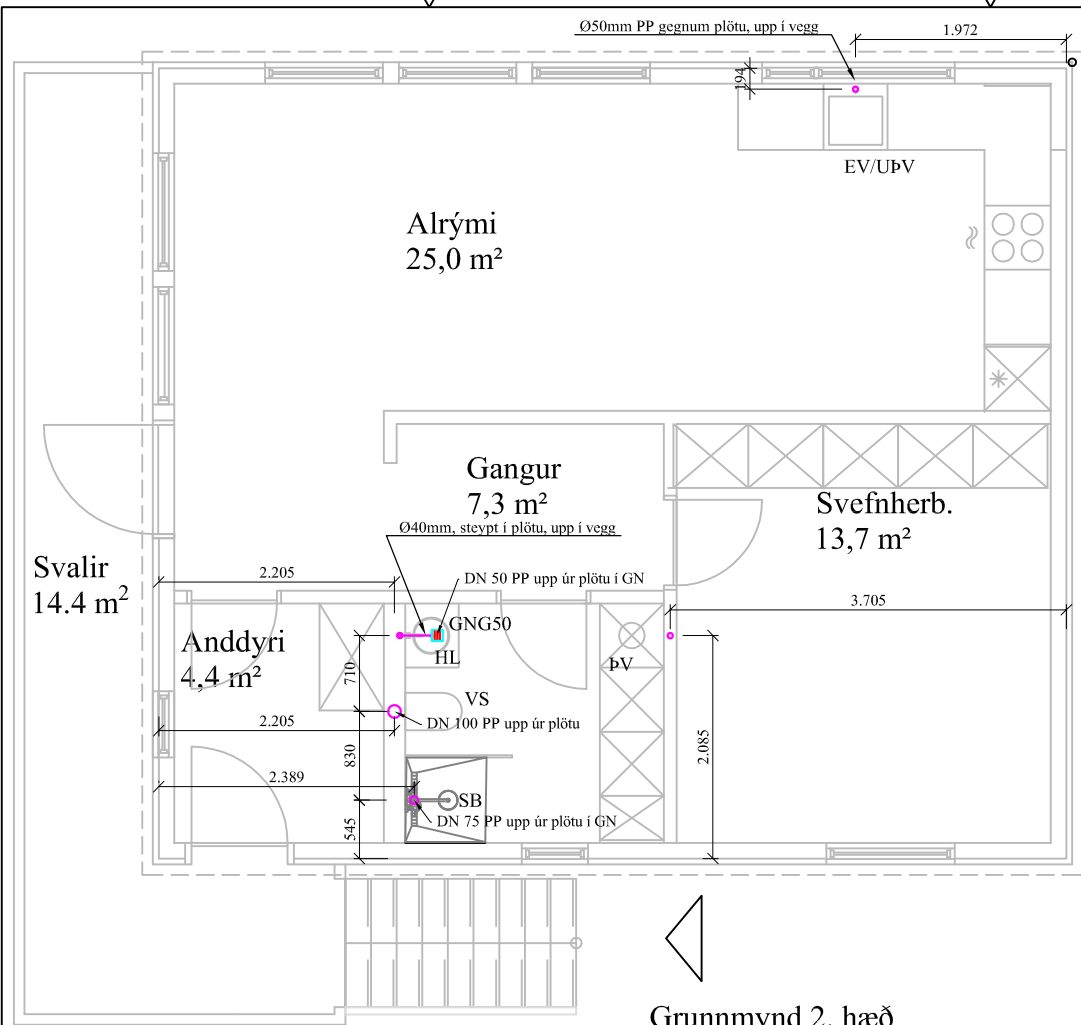 Ø50mm PP gegnum plötu, upp í vegg
1.972
194
EV/UÞV
Alrými
25,0 m²
Gangur
7,3 m²
Svefnherb.
13,7 m²
Ø40mm, steypt í plötu, upp í vegg
Svalir
14.4 m²
2.205
DN 50 PP upp úr plötu í GN
3.705
GNG50
Anddyri
4,4 m²
HL
ÞV
710
VS
2.205
DN 100 PP upp úr plötu
2.085
830
2.389
SB
DN 75 PP upp úr plötu í GN
545
Grunnmynd 2. hæð